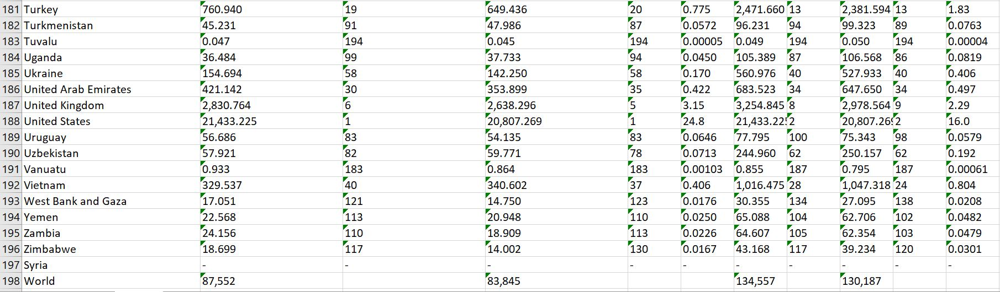 181 Turkey 760.940 19 649.436 20 0.775 2,471.660 13 2,381.594 13 1.83
182 Turkmenistan 45.231 91 47.986 87 0.0572 96.231 94 99.323 89 0.0763
183 Tuvalu 0.047 194 0.045 194 0.00005 0.049 194 0.050 194 0.00004
184 Uganda 36.484 99 37.733 94 0.0450 105.389 87 106.568 86 0.0819
185 Ukraine 154.694 58 142.250 58 0.170 560.976 40 527.933 40 0.406
186 United Arab Emirates 421.142 30 353.899 35 0.422 683.523 34 647.650 34 0.497
187 United Kingdom 2,830.764 6 2,638.296 5 3.15 3,254.845 8 2,978.564 9 2.29
188 United States 21,433.225 1 20,807.269 1 24.8 21,433.225 2 20,807.269 2 16.0
189 Uruguay 56.686 83 54.135 83 0.0646 77.795 100 75.343 98 0.0579
190 Uzbekistan 57.921 82 59.771 78 0.0713 244.960 62 250.157 62 0.192
191 Vanuatu 0.933 183 0.864 183 0.00103 0.855 187 0.795 187 0.00061
192 Vietnam 329.537 40 340.602 37 0.406 1,016.475 28 1,047.318 24 0.804
193 West Bank and Gaza 17.051 121 14.750 123 0.0176 30.355 134 27.095 138 0.0208
194 Yemen 22.568 113 20.948 110 0.0250 65.088 104 62.706 102 0.0482
195 Zambia 24.156 110 18.909 113 0.0226 64.607 105 62.354 103 0.0479
196 Zimbabwe 18.699 117 14.002 130 0.0167 43.168 117 39.234 120 0.0301
197 Syria - - - - - - - - - -
198 World 87,552 83,845 134,557 130,187